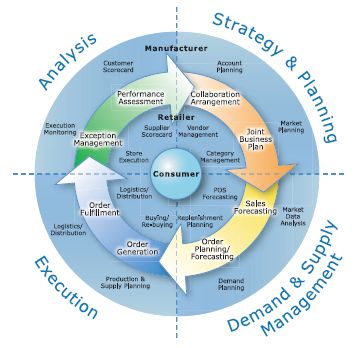 Analysis
Strategy & Planning
Manufacturer
Customer
Scorecard
Account
Planning
Performance
Assessment
Collaboration
Arrangement
Retailer
Execution
Monitoring
Exception
Management
Supplier
Scorecard
Vendor
Management
Joint
Business
Plan
Market
Planning
Store
Execution
Category
Management
Consumer
Logistics/
Distribution
POS
Forecasting
Order
Fulfillment
Sales
Forecasting
Logistics/
Distribution
Buying/
Re-buying
Replenishment
Planning
Market
Data
Analysis
Order
Generation
Order
Planning/
Forecasting
Production &
Supply Planning
Demand
Planning
Execution
Demand & Supply
Management